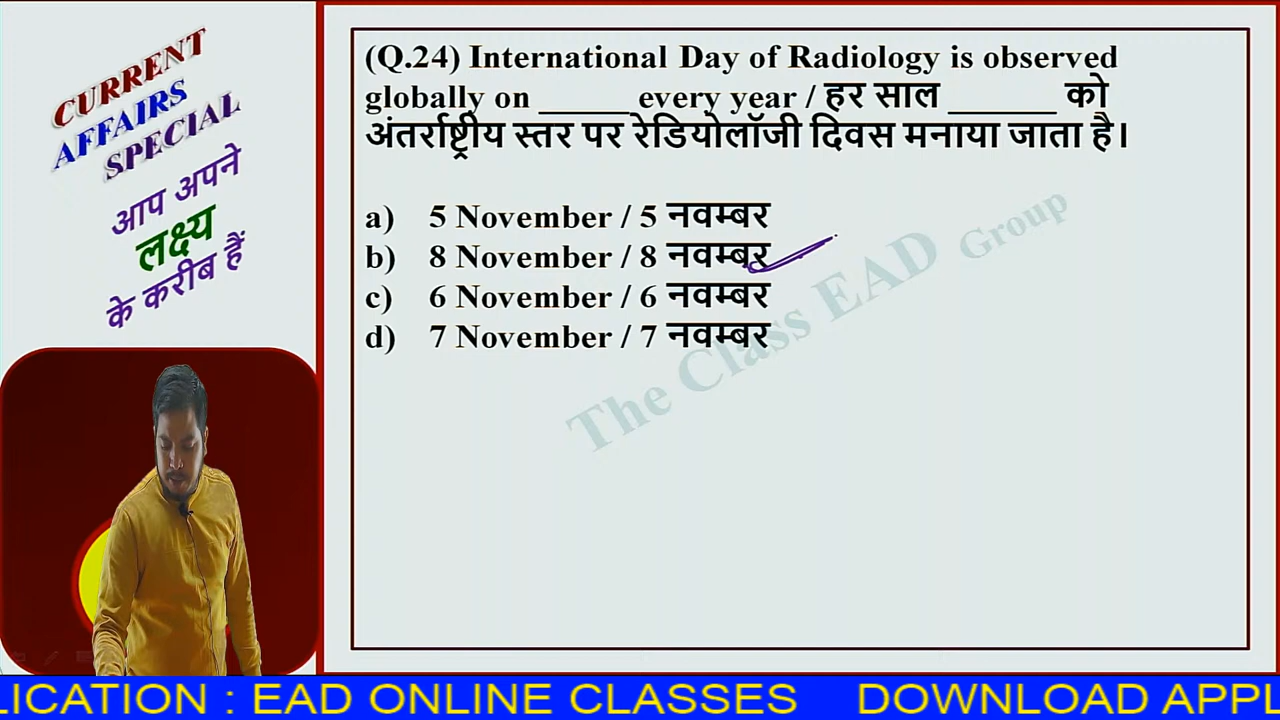 CURRENT
AFFAIRS
SPECIAL
आप अपने
लक्ष्य
के करीब हैं
(Q.24) International Day of Radiology is observed
globally on ______ every year / हर साल _______ को
अंतर्राष्ट्रीय स्तर पर रेडियोलॉजी दिवस मनाया जाता है।
a) 5 November / 5 नवम्बर
b) 8 November / 8 नवम्बर
c) 6 November / 6 नवम्बर
d) 7 November / 7 नवम्बर
The Class EAD Group
LICATION : EAD ONLINE CLASSES DOWNLOAD APPL